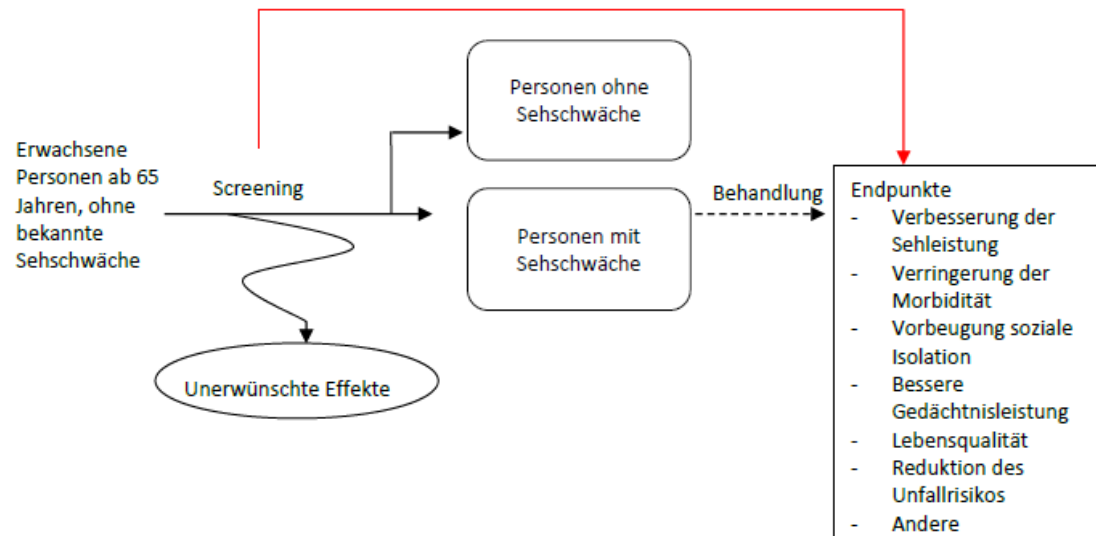 Erwachsene
Personen ab 65
Jahren, ohne
bekannte
Sehschwäche
Screening
Personen ohne
Sehschwäche
Personen mit
Sehschwäche
Unerwünschte Effekte
Behandlung
Endpunkte
- Verbesserung der
Sehleistung
- Verringerung der
Morbidität
- Vorbeugung soziale
Isolation
- Bessere
Gedächtnisleistung
- Lebensqualität
- Reduktion des
Unfallrisikos
- Andere